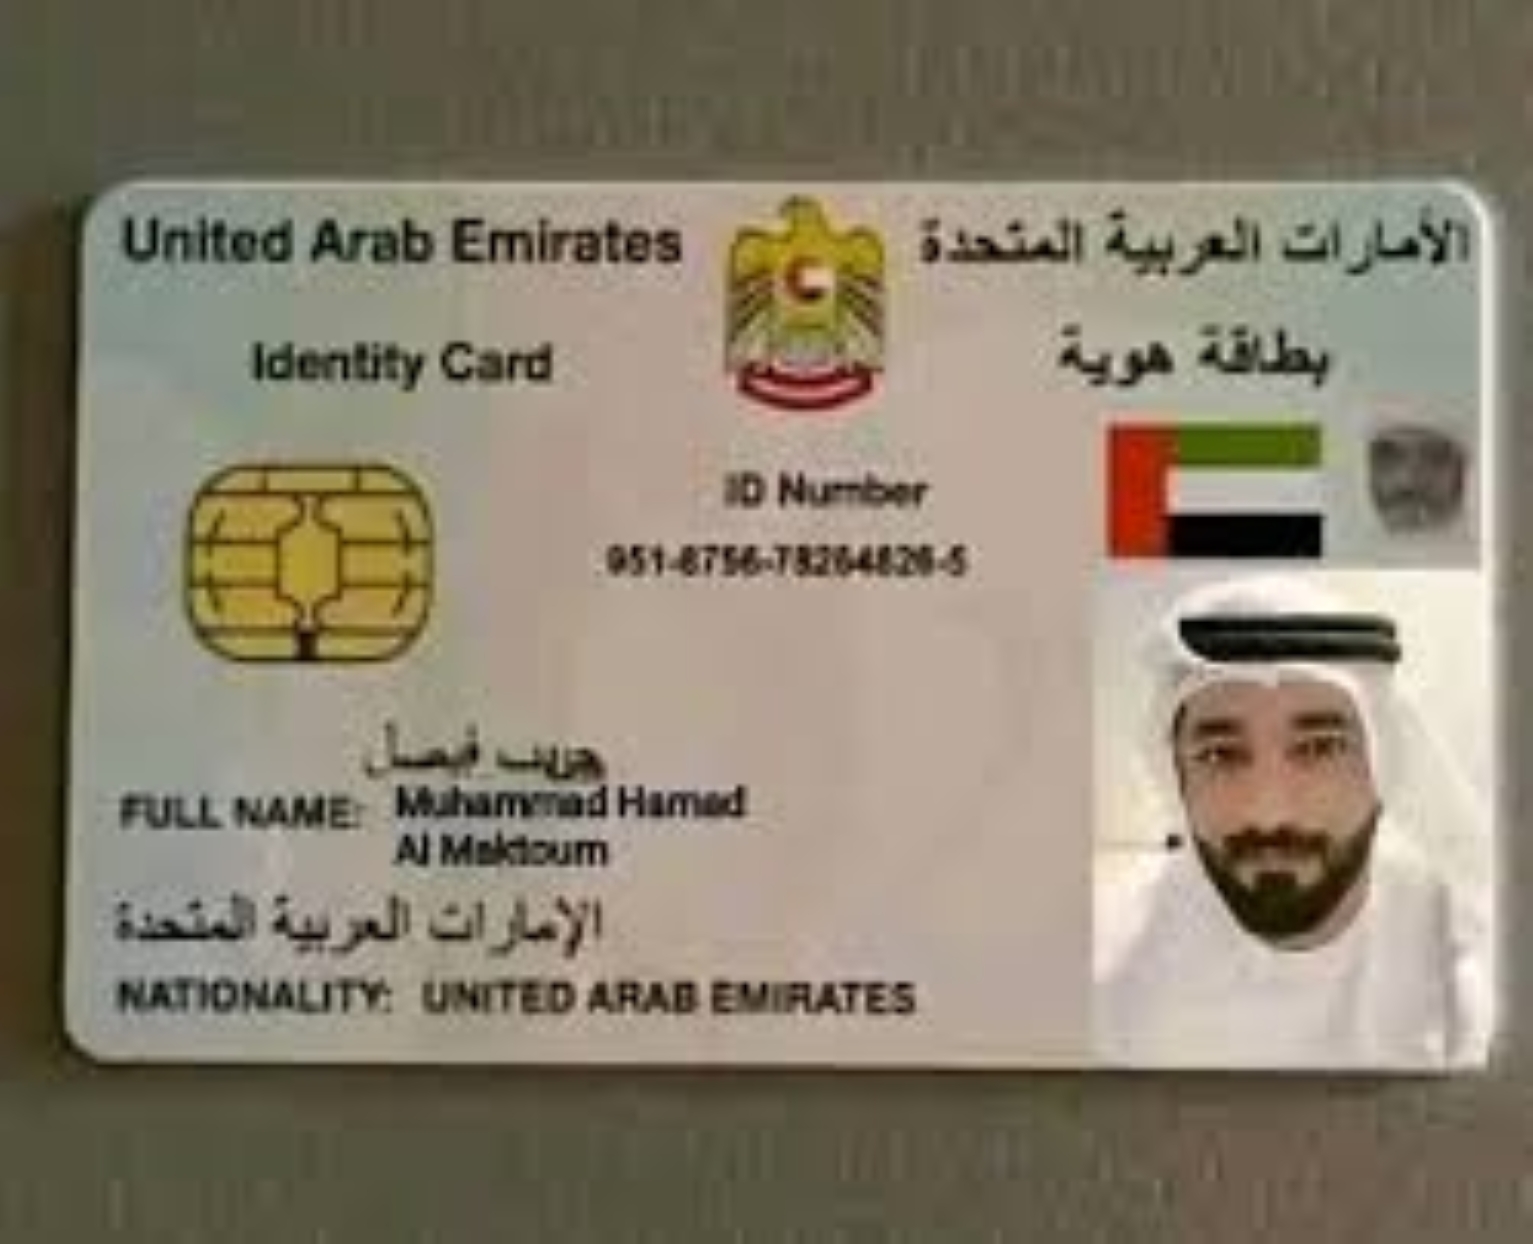 United Arab Emirates
الأمارات العربية المتحدة
Identity Card
بطاقة هوية
ID Number
951-8756-78264826-5
فيصل
FULL NAME: Muhammad Hamad
Al Maktoum
الإمارات العربية المتحدة
NATIONALITY: UNITED ARAB EMIRATES